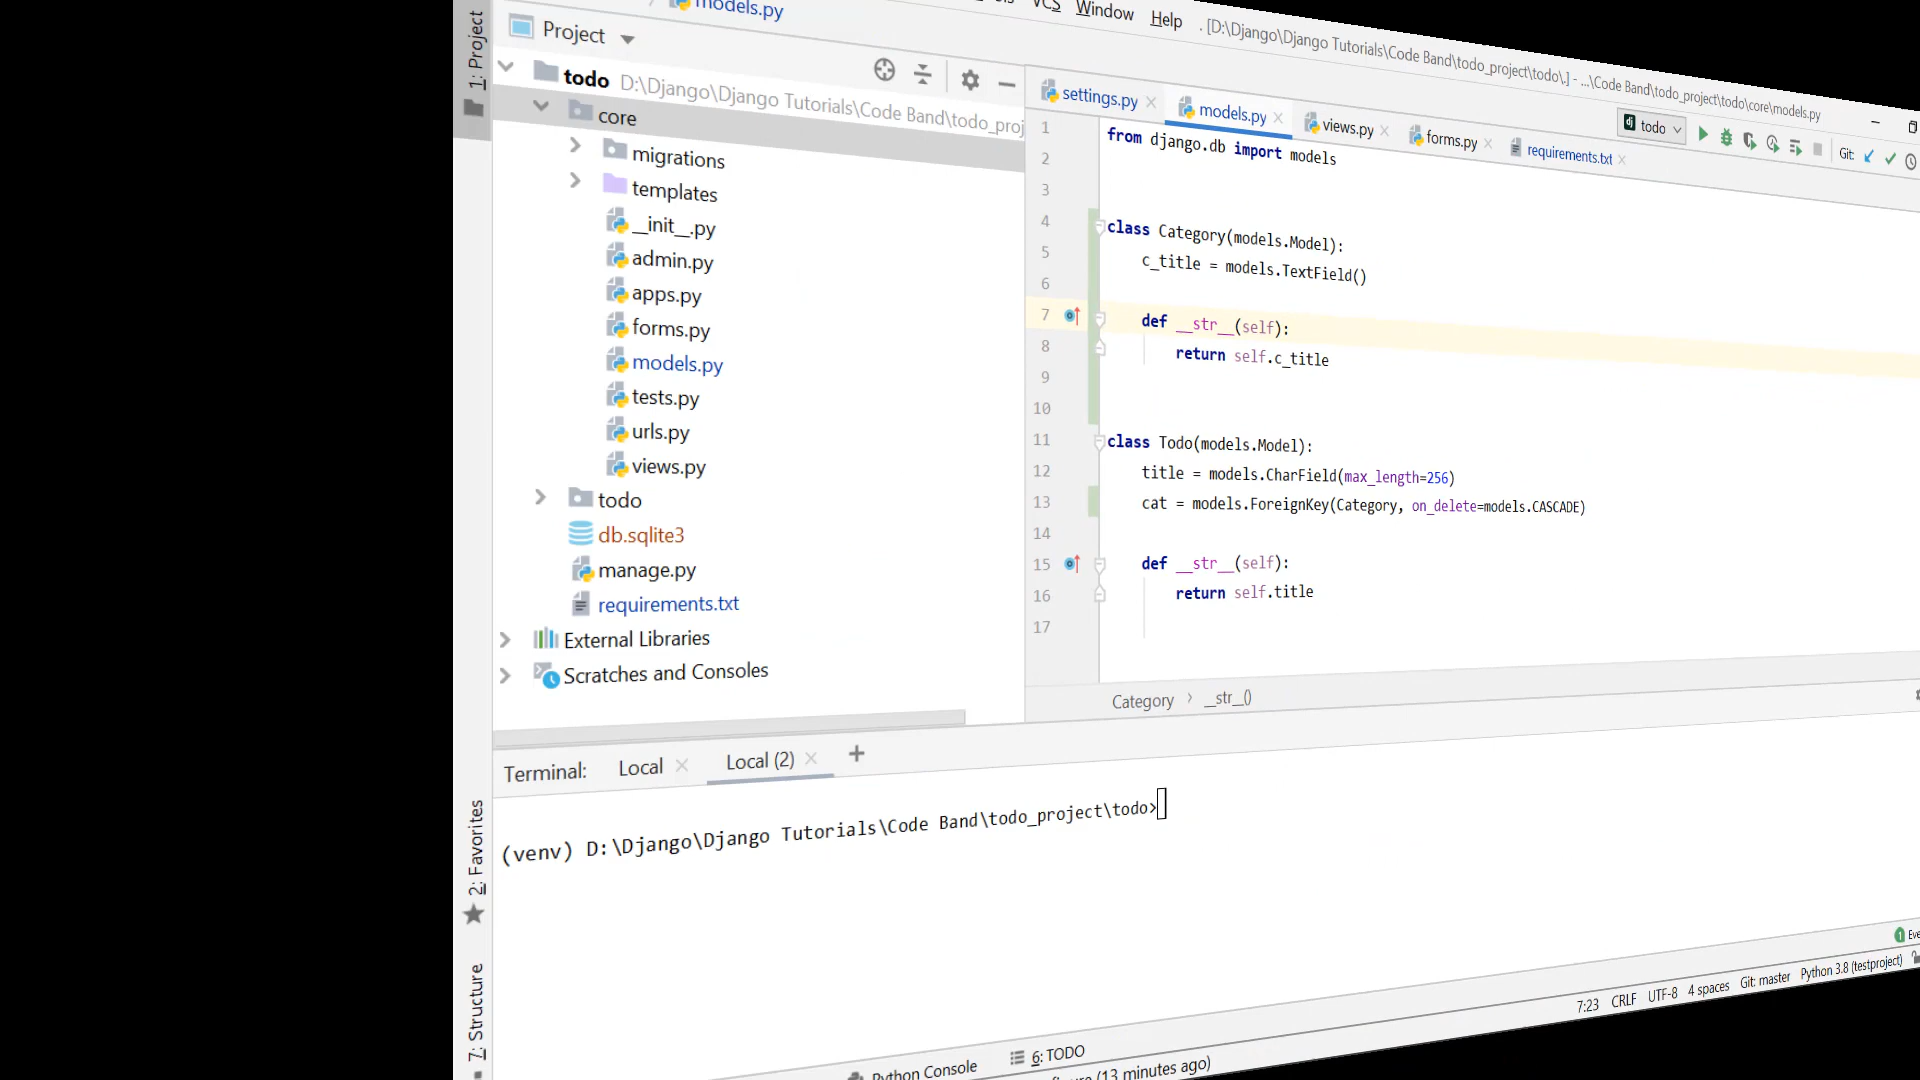 models.py
VCS Window Help
. [D:\Django\Django Tutorials\Code Band\todo_project\todo\.] - ...\Code Band\todo_project\todo\core\models.py
1: Project
Project
todo D:\Django\Django Tutorials\Code Band\todo_proj
core
migrations
templates
__init__.py
admin.py
apps.py
forms.py
models.py
tests.py
urls.py
views.py
todo
db.sqlite3
manage.py
requirements.txt
External Libraries
Scratches and Consoles
settings.py
models.py
views.py
forms.py
requirements.txt
todo
Git:
1 from django.db import models
2
3
4 class Category(models.Model):
5 c_title = models.TextField()
6
7 def __str__(self):
8 return self.c_title
9
10
11 class Todo(models.Model):
12 title = models.CharField(max_length=256)
13 cat = models.ForeignKey(Category, on_delete=models.CASCADE)
14
15 def __str__(self):
16 return self.title
17
Category > __str__()
Terminal: Local Local (2) +
(venv) D:\Django\Django Tutorials\Code Band\todo_project\todo>
2: Favorites
7: Structure
7:23 CRLF UTF-8 4 spaces Git: master Python 3.8 (testproject)
Python Console 6: TODO
(13 minutes ago)